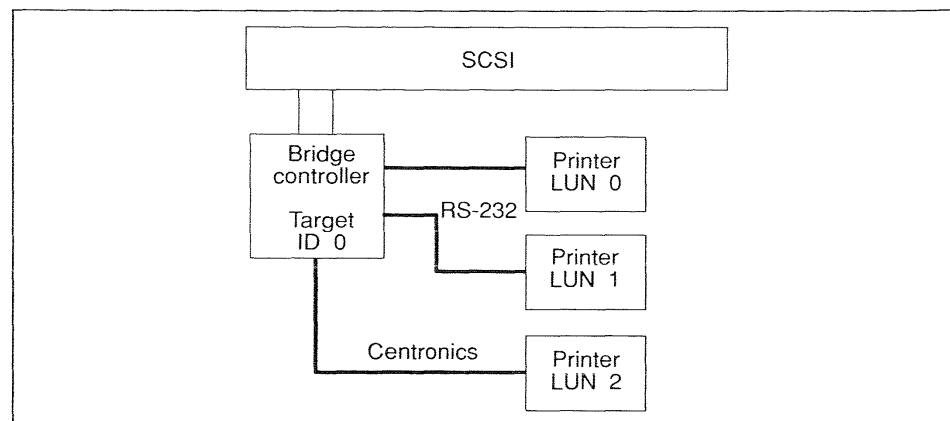 SCSI
Bridge
controller
Target
ID 0
Printer
LUN 0
RS-232
Printer
LUN 1
Centronics
Printer
LUN 2